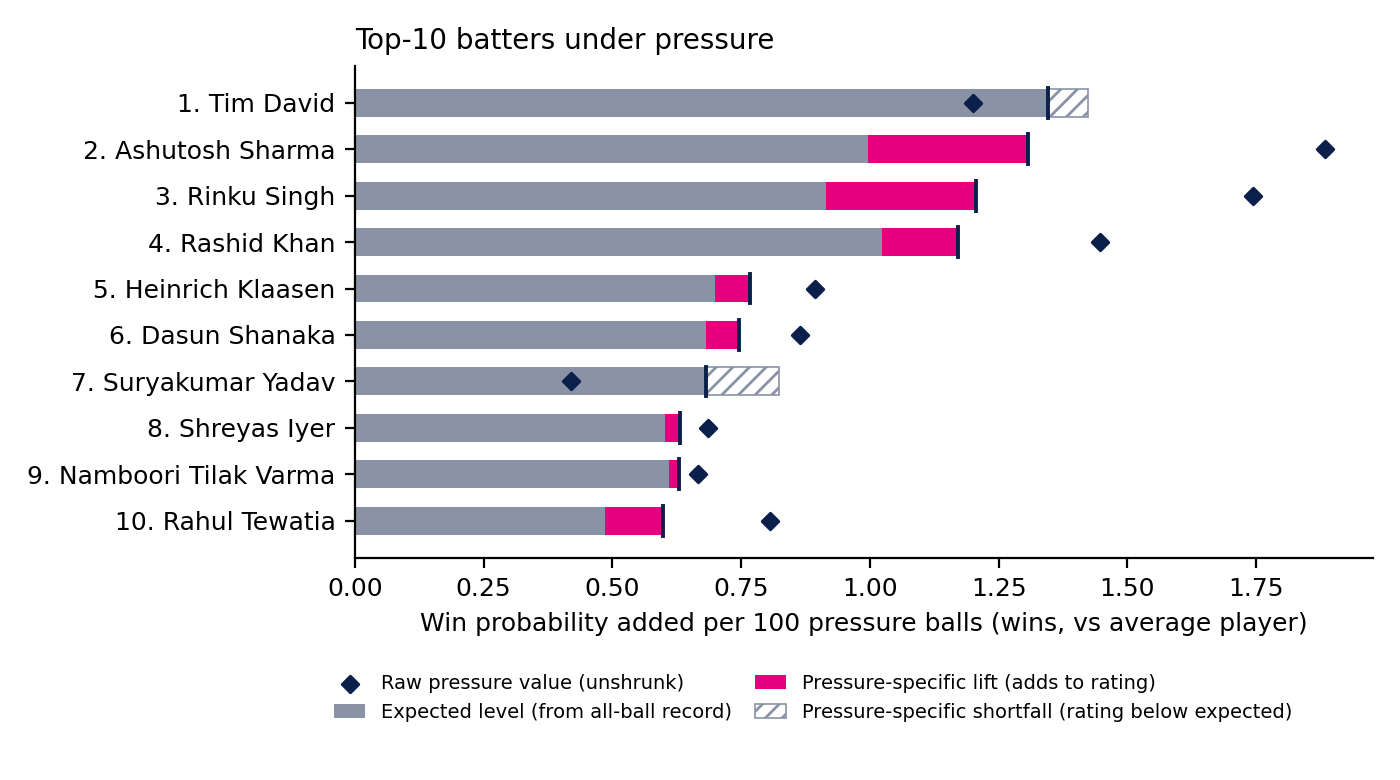 Top-10 batters under pressure
1. Tim David
2. Ashutosh Sharma
3. Rinku Singh
4. Rashid Khan
5. Heinrich Klaasen
6. Dasun Shanaka
7. Suryakumar Yadav
8. Shreyas Iyer
9. Namboori Tilak Varma
10. Rahul Tewatia
0.00 0.25 0.50 0.75 1.00 1.25 1.50 1.75
Win probability added per 100 pressure balls (wins, vs average player)
Raw pressure value (unshrunk)
Expected level (from all-ball record)
Pressure-specific lift (adds to rating)
Pressure-specific shortfall (rating below expected)